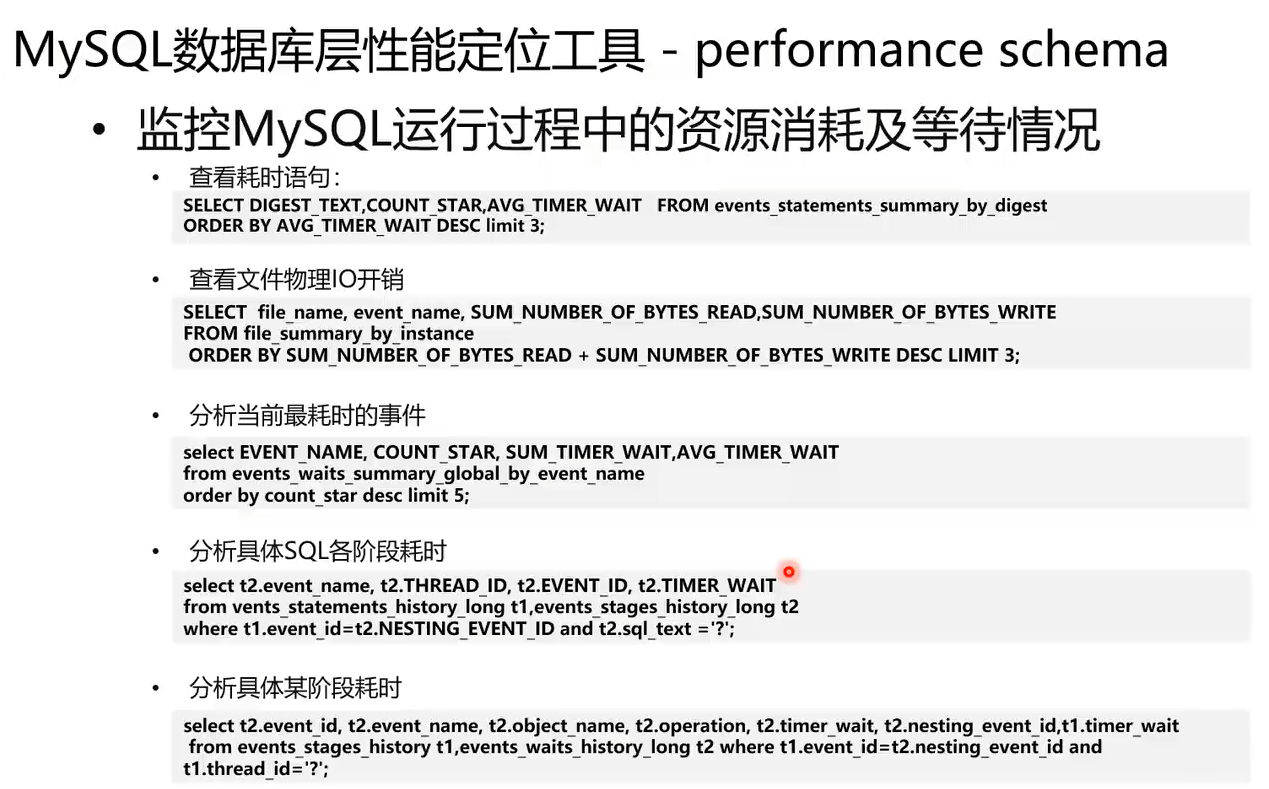 MySQL数据库层性能定位工具 - performance schema
• 监控MySQL运行过程中的资源消耗及等待情况
• 查看耗时语句：
SELECT DIGEST_TEXT,COUNT_STAR,AVG_TIMER_WAIT FROM events_statements_summary_by_digest
ORDER BY AVG_TIMER_WAIT DESC limit 3;
• 查看文件物理IO开销
SELECT file_name, event_name, SUM_NUMBER_OF_BYTES_READ,SUM_NUMBER_OF_BYTES_WRITE
FROM file_summary_by_instance
ORDER BY SUM_NUMBER_OF_BYTES_READ + SUM_NUMBER_OF_BYTES_WRITE DESC LIMIT 3;
• 分析当前最耗时的事件
select EVENT_NAME, COUNT_STAR, SUM_TIMER_WAIT,AVG_TIMER_WAIT
from events_waits_summary_global_by_event_name
order by count_star desc limit 5;
• 分析具体SQL各阶段耗时
select t2.event_name, t2.THREAD_ID, t2.EVENT_ID, t2.TIMER_WAIT
from vents_statements_history_long t1,events_stages_history_long t2
where t1.event_id=t2.NESTING_EVENT_ID and t2.sql_text ='?';
• 分析具体某阶段耗时
select t2.event_id, t2.event_name, t2.object_name, t2.operation, t2.timer_wait, t2.nesting_event_id,t1.timer_wait
from events_stages_history t1,events_waits_history_long t2 where t1.event_id=t2.nesting_event_id and
t1.thread_id='?';